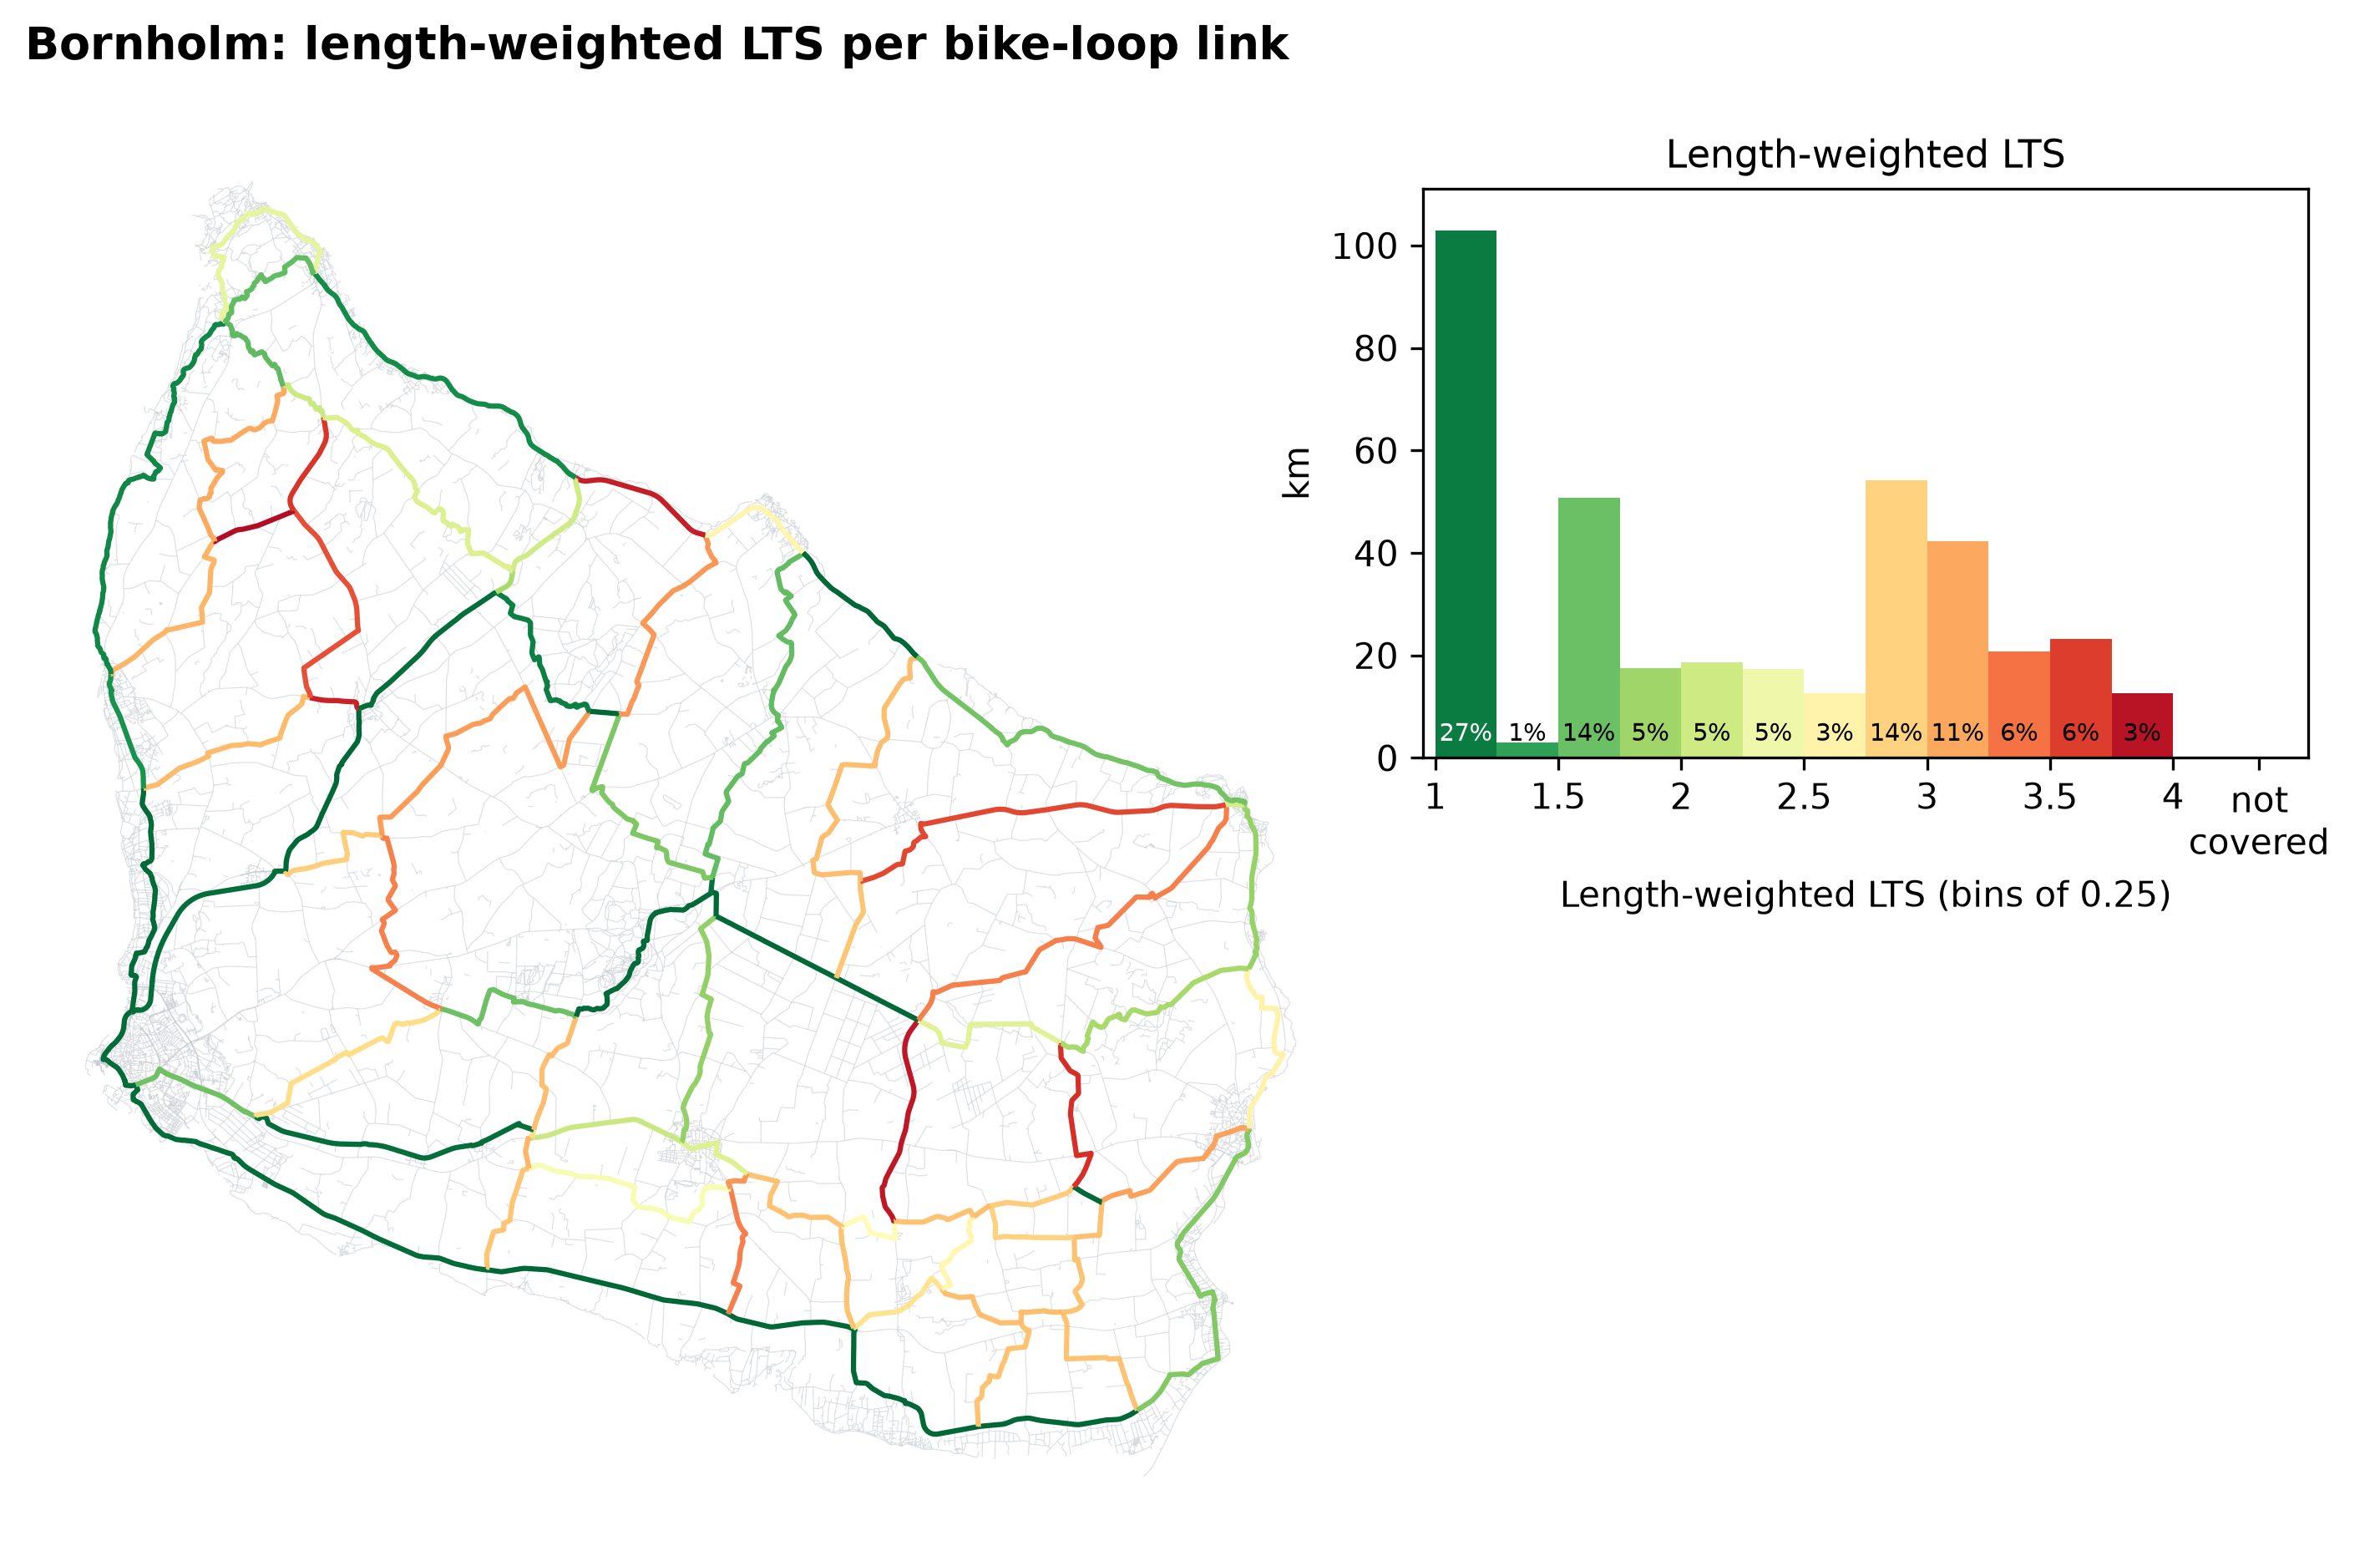 Bornholm: length-weighted LTS per bike-loop link
Length-weighted LTS
km
100
80
60
40
20
0
27% 1% 14% 5% 5% 5% 3% 14% 11% 6% 6% 3%
1 1.5 2 2.5 3 3.5 4 not
covered
Length-weighted LTS (bins of 0.25)